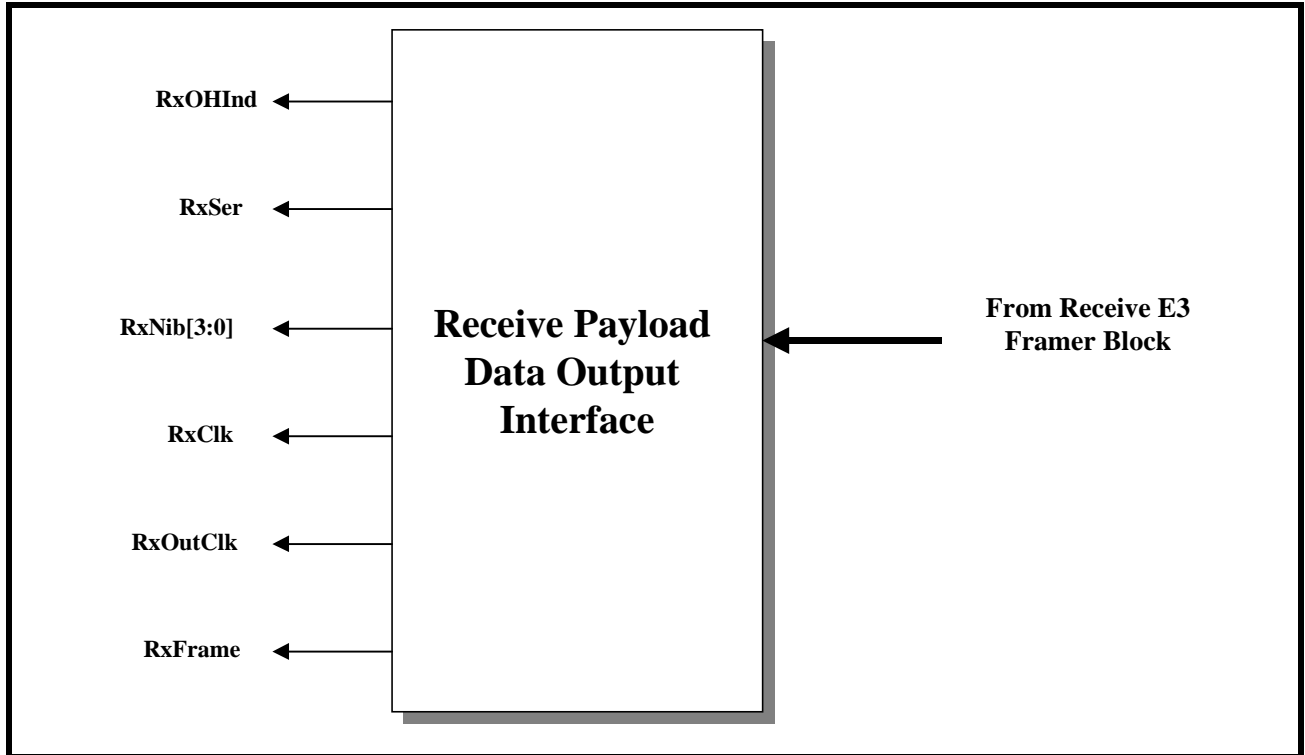 RxOHInd
RxSer
RxNib[3:0]
RxClk
RxOutClk
RxFrame
Receive Payload
Data Output
Interface
From Receive E3
Framer Block